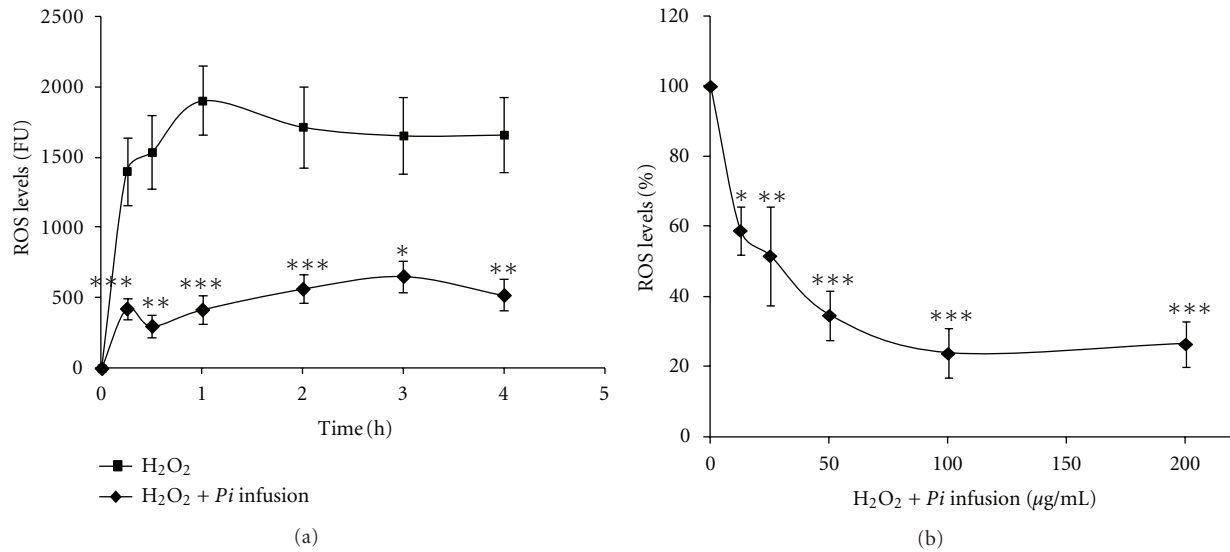 2500
2000
1500
1000
500
0
ROS levels (FU)
*** ** *** *** * **
0 1 2 3 4 5
Time (h)
H₂O₂
H₂O₂ + Pi infusion
(a)
120
100
80
60
40
20
0
ROS levels (%)
* ** *** *** ***
0 50 100 150 200
H₂O₂ + Pi infusion (µg/mL)
(b)